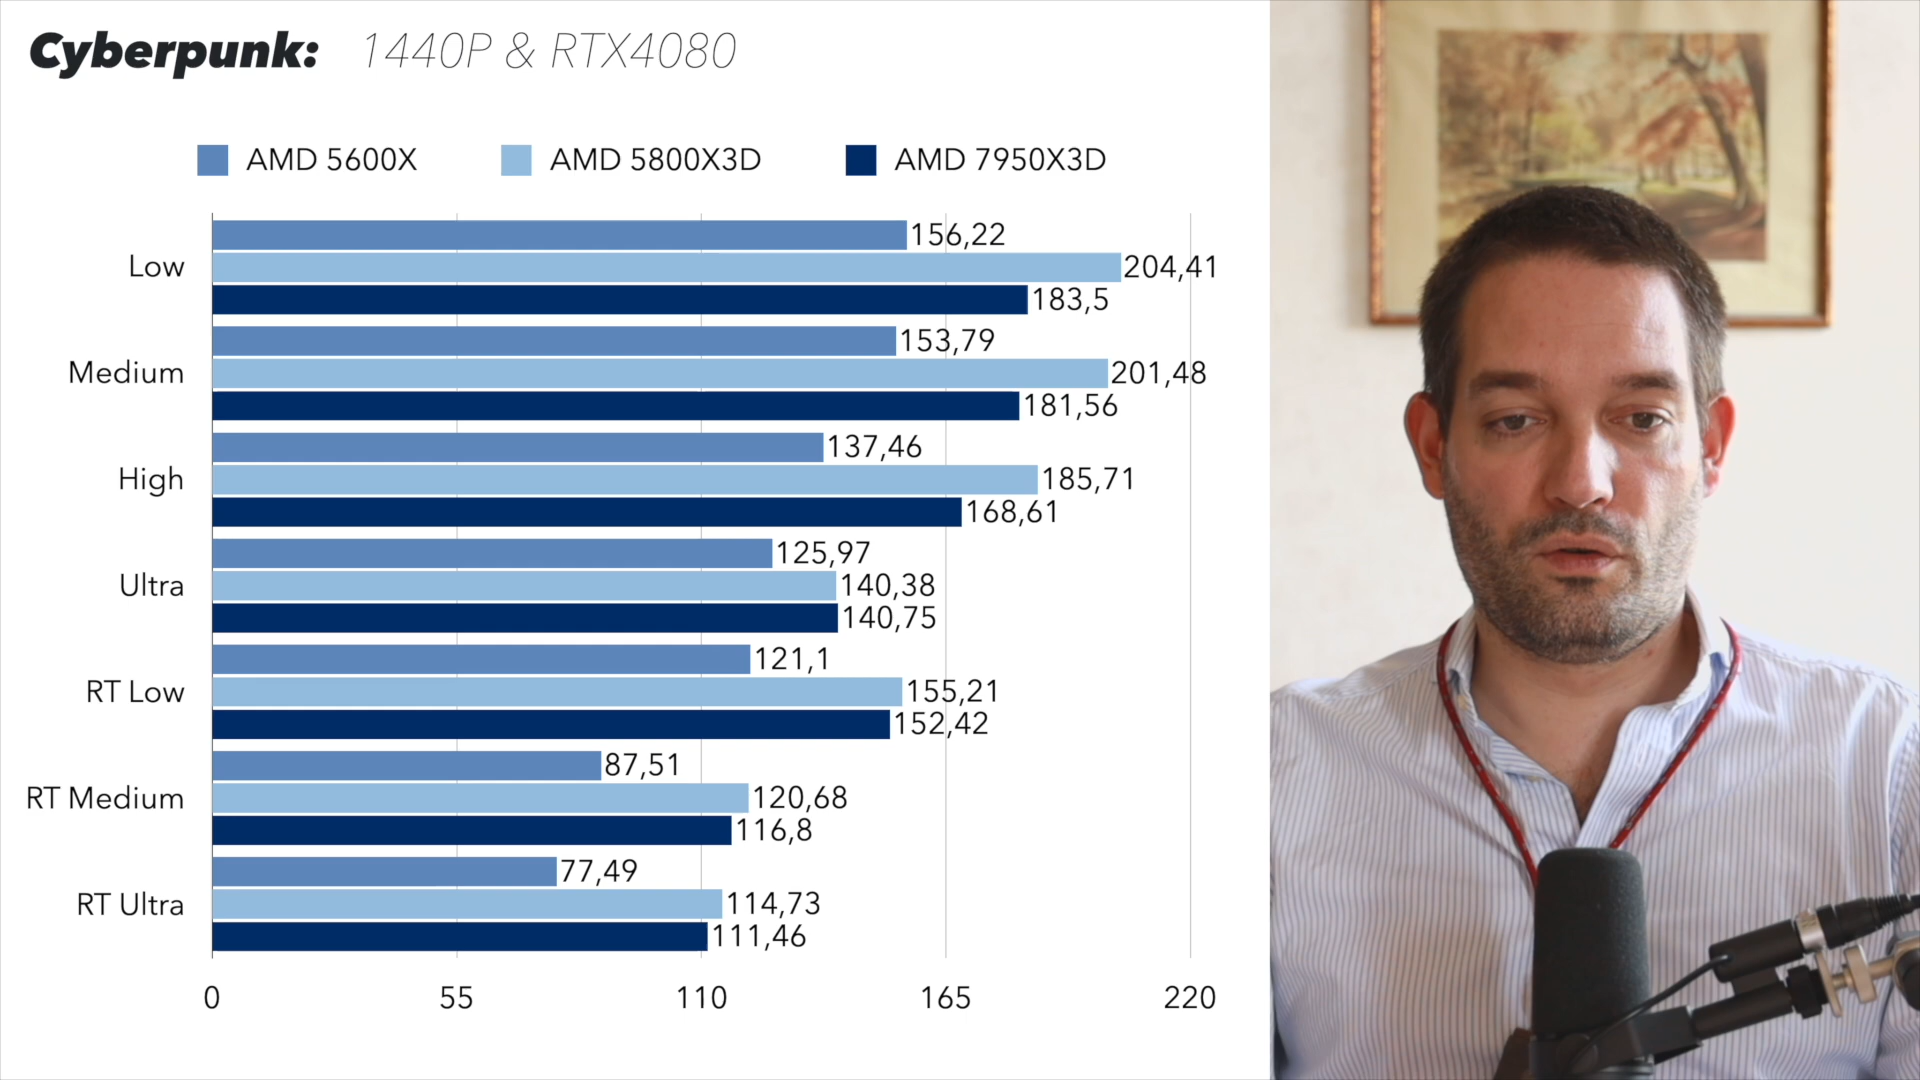 Cyberpunk: 1440P & RTX4080
AMD 5600X AMD 5800X3D AMD 7950X3D
156,22
Low 204,41
183,5
153,79
Medium 201,48
181,56
137,46
High 185,71
168,61
125,97
Ultra 140,38
140,75
121,1
RT Low 155,21
152,42
87,51
RT Medium 120,68
116,8
77,49
RT Ultra 114,73
111,46
0 55 110 165 220